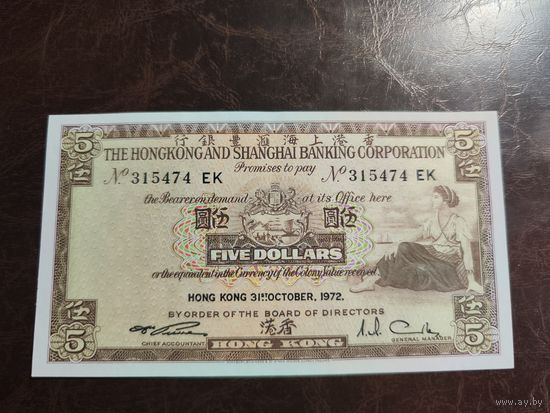 5 5
行銀豐滙海上港香
THE HONGKONG AND SHANGHAI BANKING CORPORATION
Promises to pay
Nº 315474 EK Nº 315474 EK
伍 伍
the Bearer on demand at its Office here
圓伍 圓伍
FIVE DOLLARS
or the equivalent in the Currency of the Colony value received
HONG KONG 31ST OCTOBER, 1972.
BY ORDER OF THE BOARD OF DIRECTORS
伍 港香 伍
CHIEF ACCOUNTANT GENERAL MANAGER
5 HONG KONG 5
www.ay.by